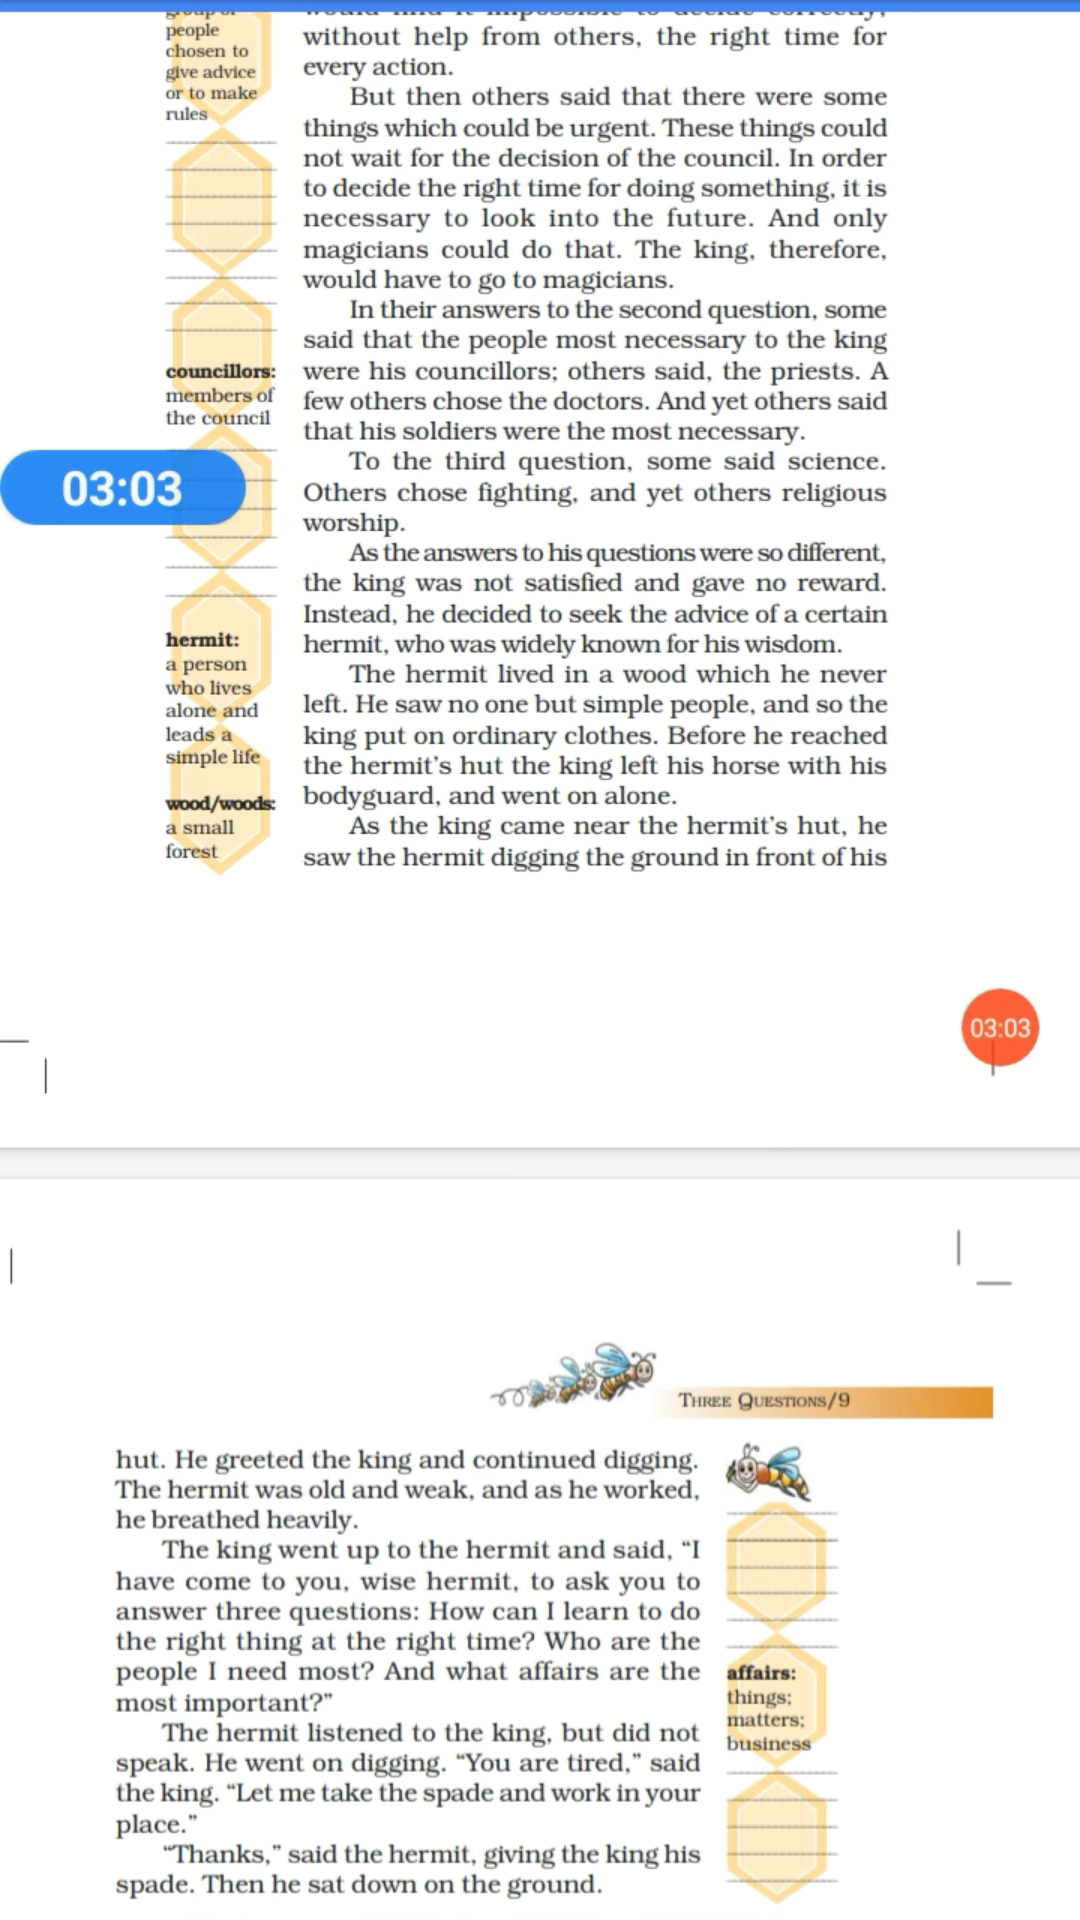 people
chosen to
give advice
or to make
rules
without help from others, the right time for
every action.
But then others said that there were some
things which could be urgent. These things could
not wait for the decision of the council. In order
to decide the right time for doing something, it is
necessary to look into the future. And only
magicians could do that. The king, therefore,
would have to go to magicians.
In their answers to the second question, some
said that the people most necessary to the king
were his councillors; others said, the priests. A
few others chose the doctors. And yet others said
that his soldiers were the most necessary.
councillors:
members of
the council
03:03
To the third question, some said science.
Others chose fighting, and yet others religious
worship.
As the answers to his questions were so different,
the king was not satisfied and gave no reward.
Instead, he decided to seek the advice of a certain
hermit, who was widely known for his wisdom.
hermit:
a person
who lives
alone and
leads a
simple life
The hermit lived in a wood which he never
left. He saw no one but simple people, and so the
king put on ordinary clothes. Before he reached
the hermit's hut the king left his horse with his
bodyguard, and went on alone.
wood/woods:
a small
forest
As the king came near the hermit's hut, he
saw the hermit digging the ground in front of his
03:03
THREE QUESTIONS/9
hut. He greeted the king and continued digging.
The hermit was old and weak, and as he worked,
he breathed heavily.
The king went up to the hermit and said, “I
have come to you, wise hermit, to ask you to
answer three questions: How can I learn to do
the right thing at the right time? Who are the
people I need most? And what affairs are the
most important?”
affairs:
things;
matters;
business
The hermit listened to the king, but did not
speak. He went on digging. “You are tired,” said
the king. “Let me take the spade and work in your
place.”
“Thanks,” said the hermit, giving the king his
spade. Then he sat down on the ground.